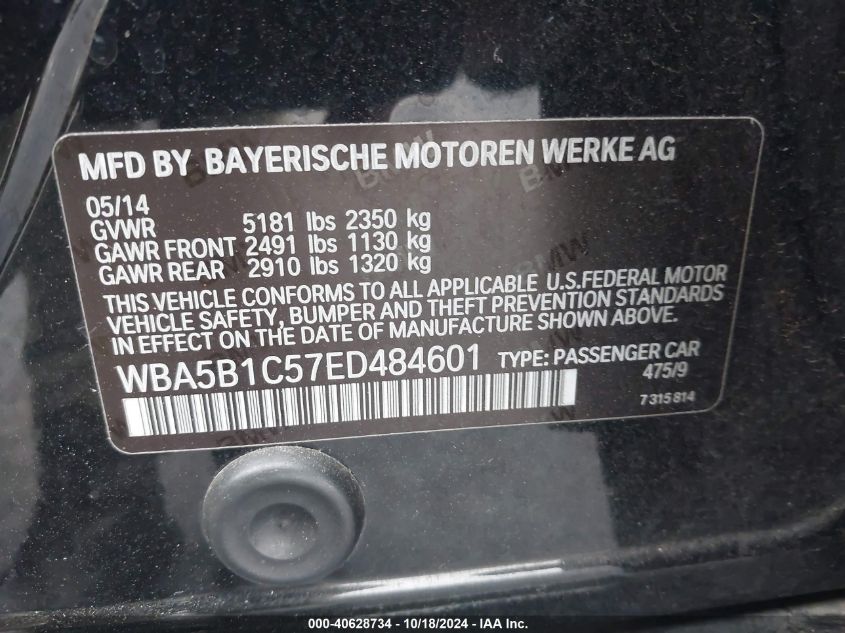 MFD BY BAYERISCHE MOTOREN WERKE AG
05/14
GVWR 5181 lbs 2350 kg
GAWR FRONT 2491 lbs 1130 kg
GAWR REAR 2910 lbs 1320 kg
THIS VEHICLE CONFORMS TO ALL APPLICABLE U.S.FEDERAL MOTOR
VEHICLE SAFETY, BUMPER AND THEFT PREVENTION STANDARDS
IN EFFECT ON THE DATE OF MANUFACTURE SHOWN ABOVE.
WBA5B1C57ED484601 TYPE: PASSENGER CAR
475/9
7 315 814
000-40628734 - 10/18/2024 - IAA Inc.